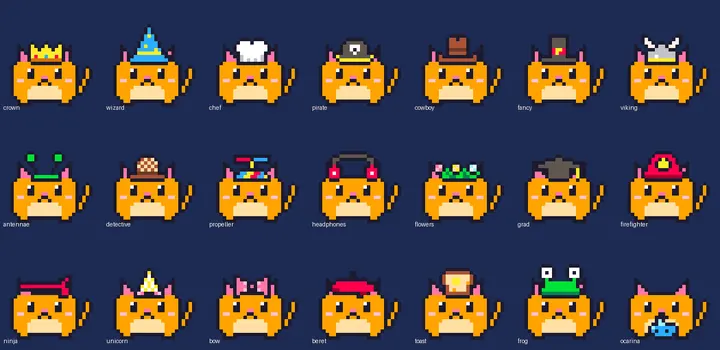 crown
wizard
chef
pirate
cowboy
fancy
viking
antennae
detective
propeller
headphones
flowers
grad
firefighter
ninja
unicorn
bow
beret
toast
frog
ocarina